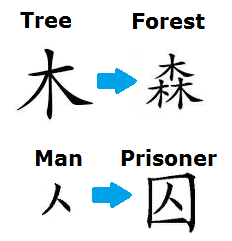 Tree Forest
木 森
Man Prisoner
人 囚